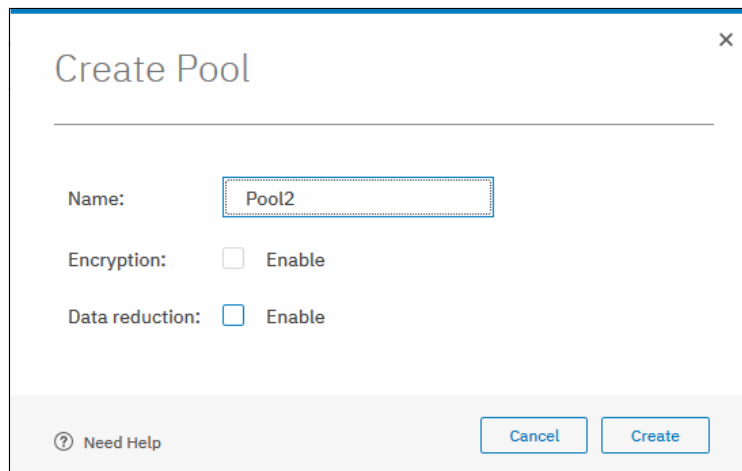 Create Pool
Name: Pool2
Encryption: Enable
Data reduction: Enable
Need Help Cancel Create